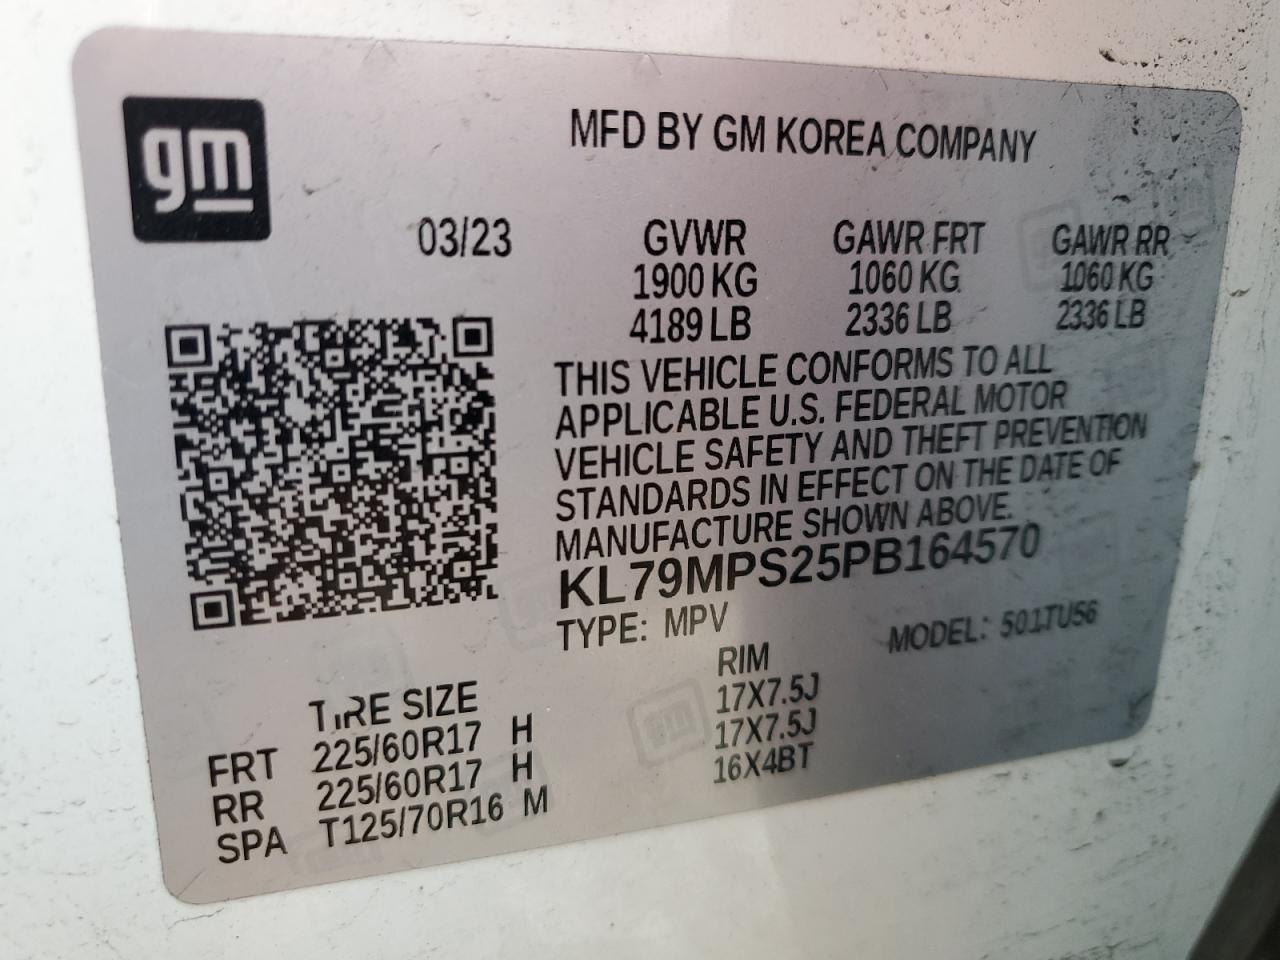 gm
MFD BY GM KOREA COMPANY
03/23
GVWR GAWR FRT GAWR RR
1900 KG 1060 KG 1060 KG
4189 LB 2336 LB 2336 LB
THIS VEHICLE CONFORMS TO ALL
APPLICABLE U.S. FEDERAL MOTOR
VEHICLE SAFETY AND THEFT PREVENTION
STANDARDS IN EFFECT ON THE DATE OF
MANUFACTURE SHOWN ABOVE.
KL79MPS25PB164570
TYPE: MPV MODEL: 501TU56
TIRE SIZE RIM
FRT 225/60R17 H 17X7.5J
RR 225/60R17 H 17X7.5J
SPA T125/70R16 M 16X4BT
gm